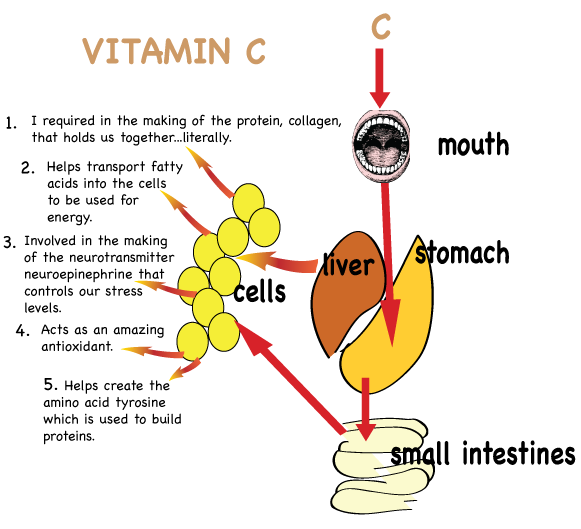 C
VITAMIN C
1. I required in the making of the protein, collagen,
that holds us together...literally.
mouth
2. Helps transport fatty
acids into the cells
to be used for
energy.
3. Involved in the making
of the neurotransmitter
neuroepinephrine that
controls our stress
levels.
stomach
liver
cells
4. Acts as an amazing
antioxidant.
5. Helps create the
amino acid tyrosine
which is used to build
proteins.
small intestines